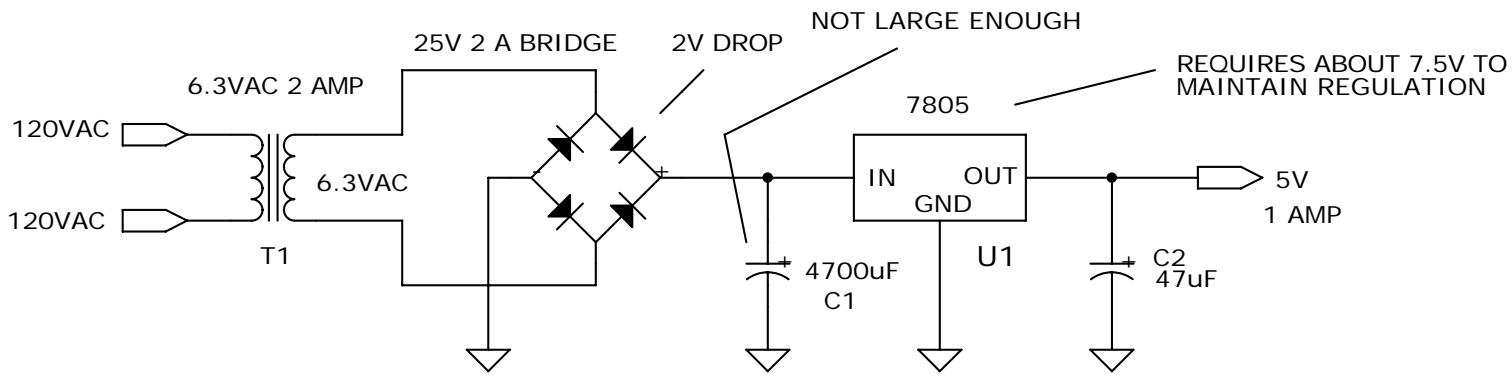 NOT LARGE ENOUGH
25V 2 A BRIDGE
2V DROP
REQUIRES ABOUT 7.5V TO
MAINTAIN REGULATION
6.3VAC 2 AMP
7805
120VAC
6.3VAC
-
+
IN
OUT
GND
5V
1 AMP
120VAC
T1
U1
+
4700uF
C1
+
C2
47uF